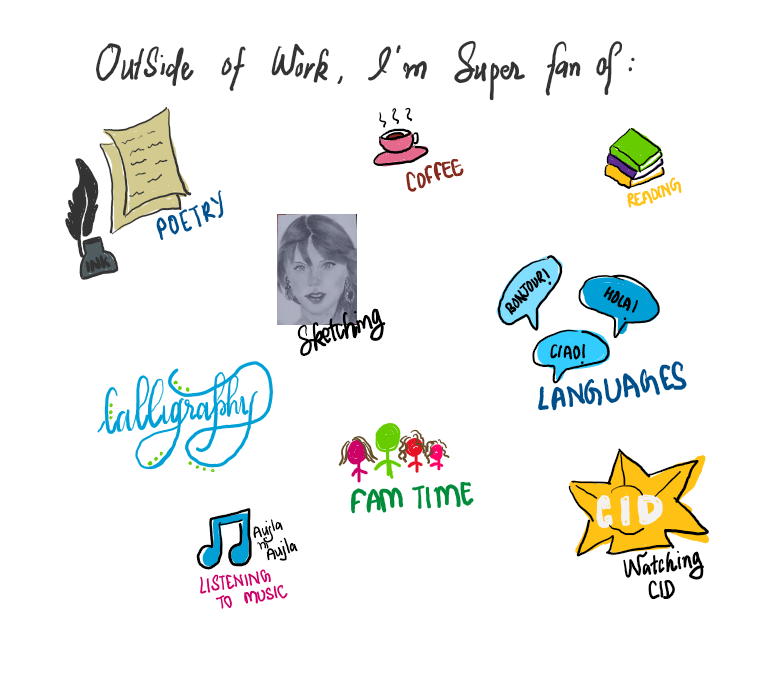 Outside of Work, I'm Super fan of:
COFFEE
READING
POETRY
INK
Sketching
BONJOUR!
HOLA!
CIAO!
LANGUAGES
Calligraphy
FAM TIME
CID
Watching
CID
Aujla
ni
Aujla
LISTENING
TO MUSIC